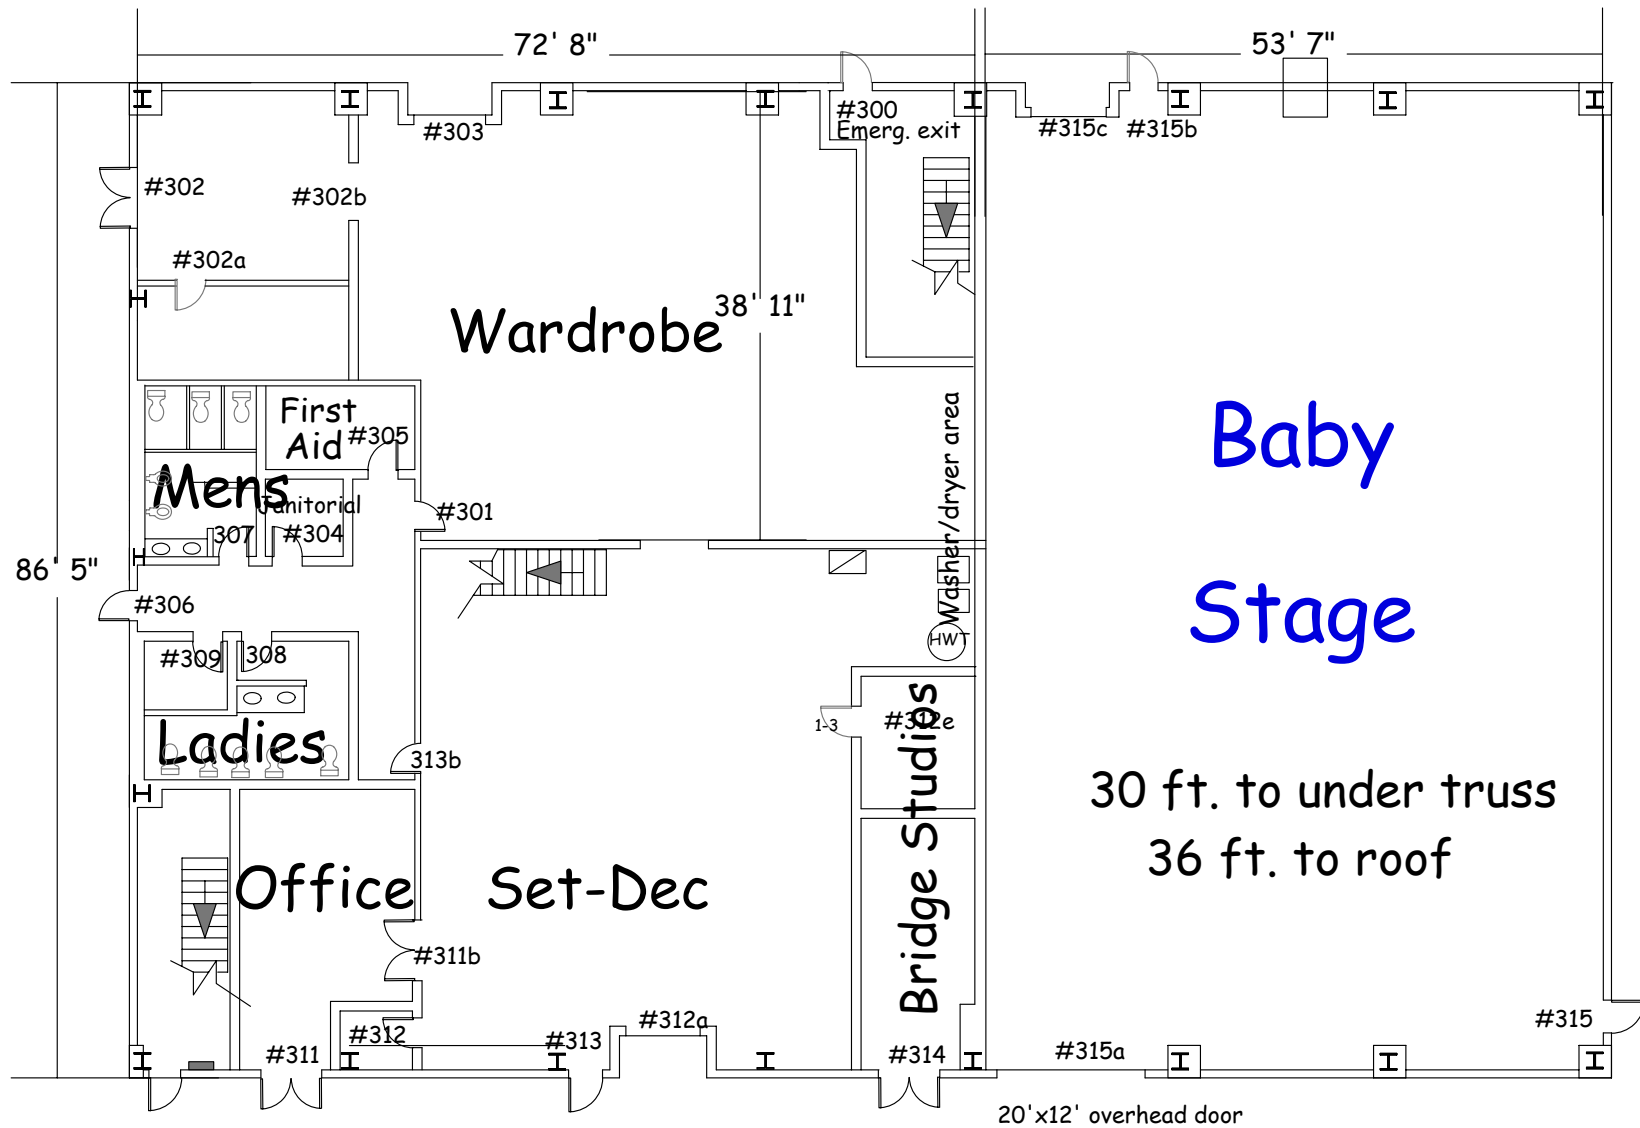 72' 8"
53' 7"
#300
Emerg. exit
#303
#315c
#315b
#302
#302b
#302a
38' 11"
Wardrobe
First
Aid
#305
Baby
Mens
Janitorial
#301
307
#304
Washer/dryer area
86' 5"
#306
Stage
HWT
#309
308
Ladies
1-3
#312e
313b
30 ft. to under truss
36 ft. to roof
Office
Set-Dec
Bridge Studios
#311b
#312
#313
#312a
#315
#311
#314
#315a
20'x12' overhead door